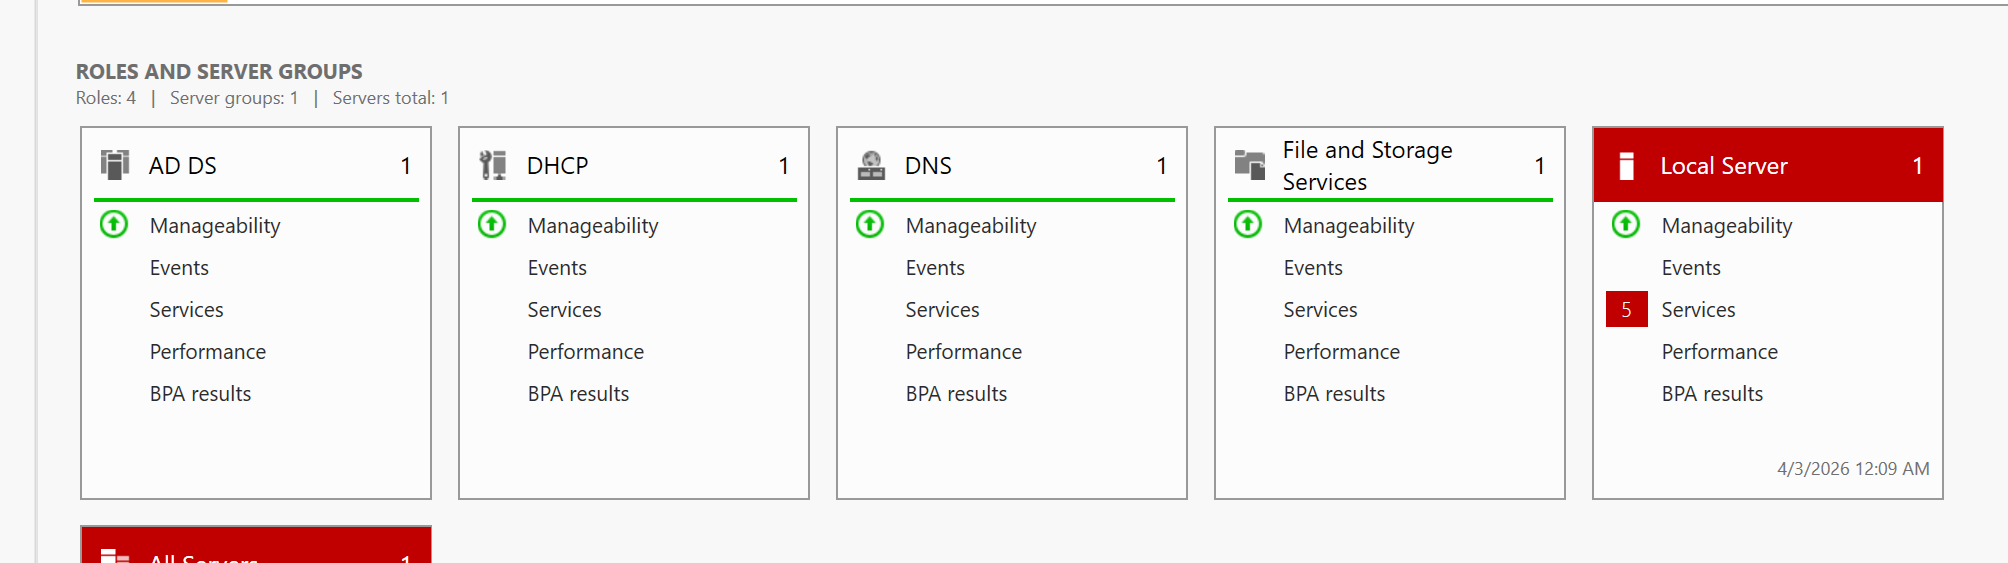 ROLES AND SERVER GROUPS
Roles: 4 | Server groups: 1 | Servers total: 1
AD DS 1
Manageability
Events
Services
Performance
BPA results
DHCP 1
Manageability
Events
Services
Performance
BPA results
DNS 1
Manageability
Events
Services
Performance
BPA results
File and Storage
Services 1
Manageability
Events
Services
Performance
BPA results
Local Server 1
Manageability
Events
5 Services
Performance
BPA results
4/3/2026 12:09 AM
All Servers 1